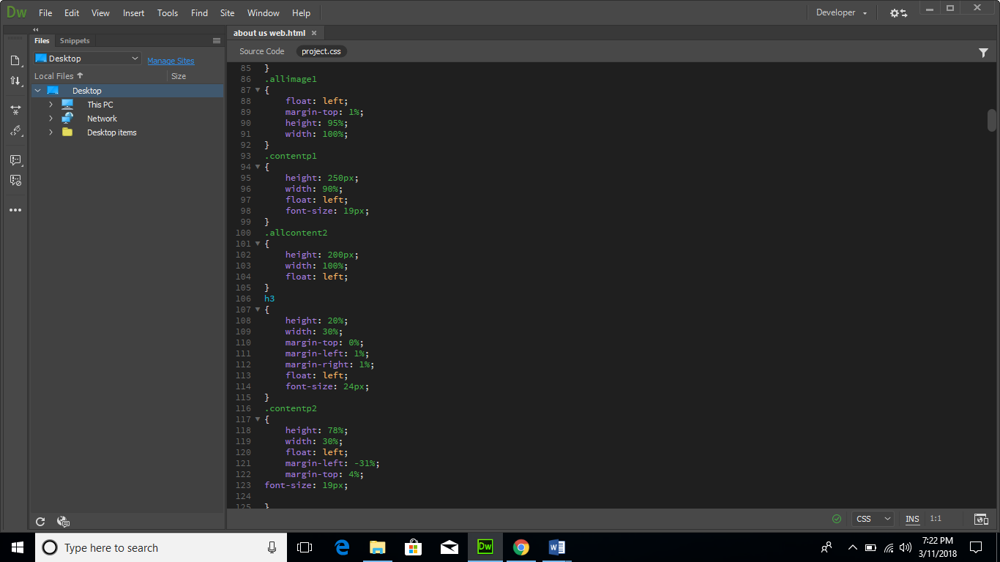 Dw File Edit View Insert Tools Find Site Window Help Developer
about us web.html
Files Snippets
Source Code project.css
Desktop Manage Sites
Local Files Size
Desktop
This PC
Network
Desktop items
85 }
86 .allimage1
87 {
88 float: left;
89 margin-top: 1%;
90 height: 95%;
91 width: 100%;
92 }
93 .contentp1
94 {
95 height: 250px;
96 width: 90%;
97 float: left;
98 font-size: 19px;
99 }
100 .allcontent2
101 {
102 height: 200px;
103 width: 100%;
104 float: left;
105 }
106 h3
107 {
108 height: 20%;
109 width: 30%;
110 margin-top: 0%;
111 margin-left: 1%;
112 margin-right: 1%;
113 float: left;
114 font-size: 24px;
115 }
116 .contentp2
117 {
118 height: 78%;
119 width: 30%;
120 float: left;
121 margin-left: -31%;
122 margin-top: 4%;
123 font-size: 19px;
124
125 }
CSS INS 1:1
Type here to search
Dw
7:22 PM
3/11/2018